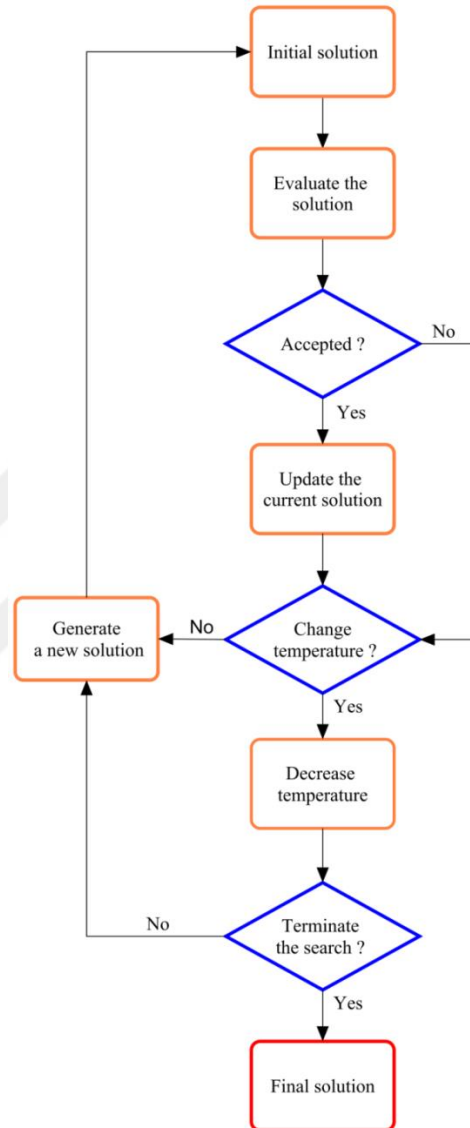 Initial solution
Evaluate the
solution
Accepted ?
No
Yes
Update the
current solution
Generate
a new solution
No
Change
temperature ?
Yes
Decrease
temperature
No
Terminate
the search ?
Yes
Final solution